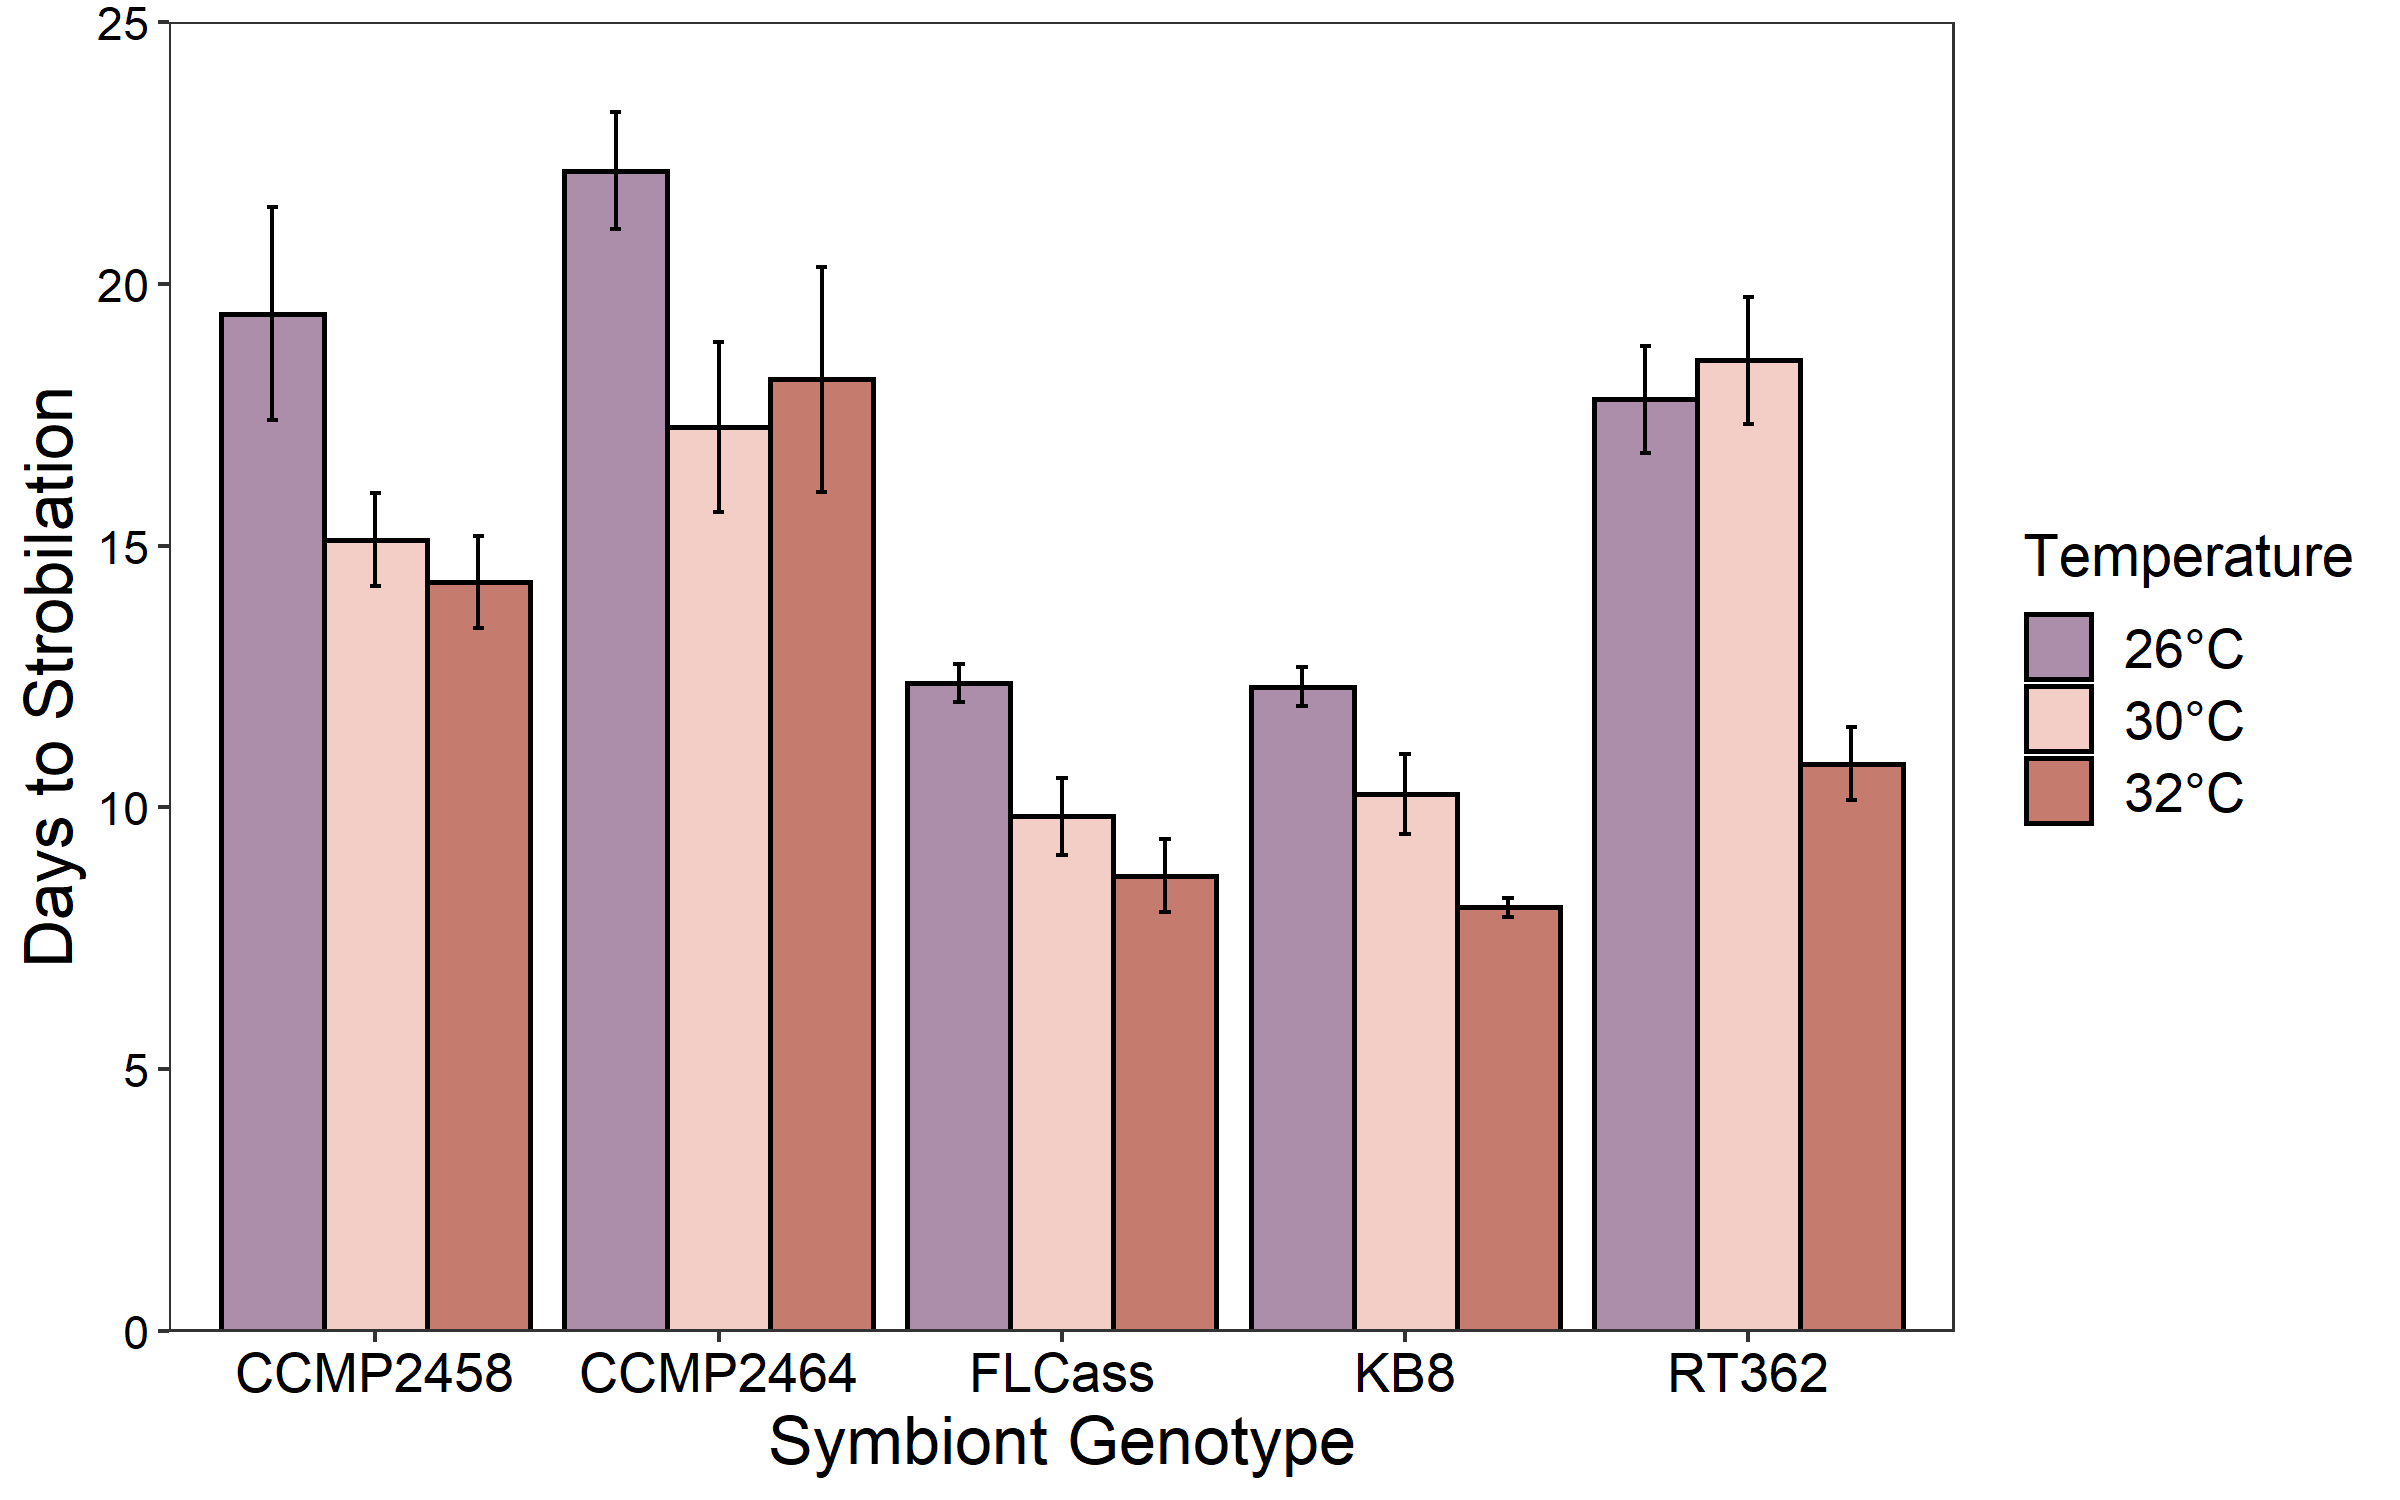 Days to Strobilation
25
20
15
10
5
0
CCMP2458 CCMP2464 FLCass KB8 RT362
Symbiont Genotype
Temperature
26°C
30°C
32°C